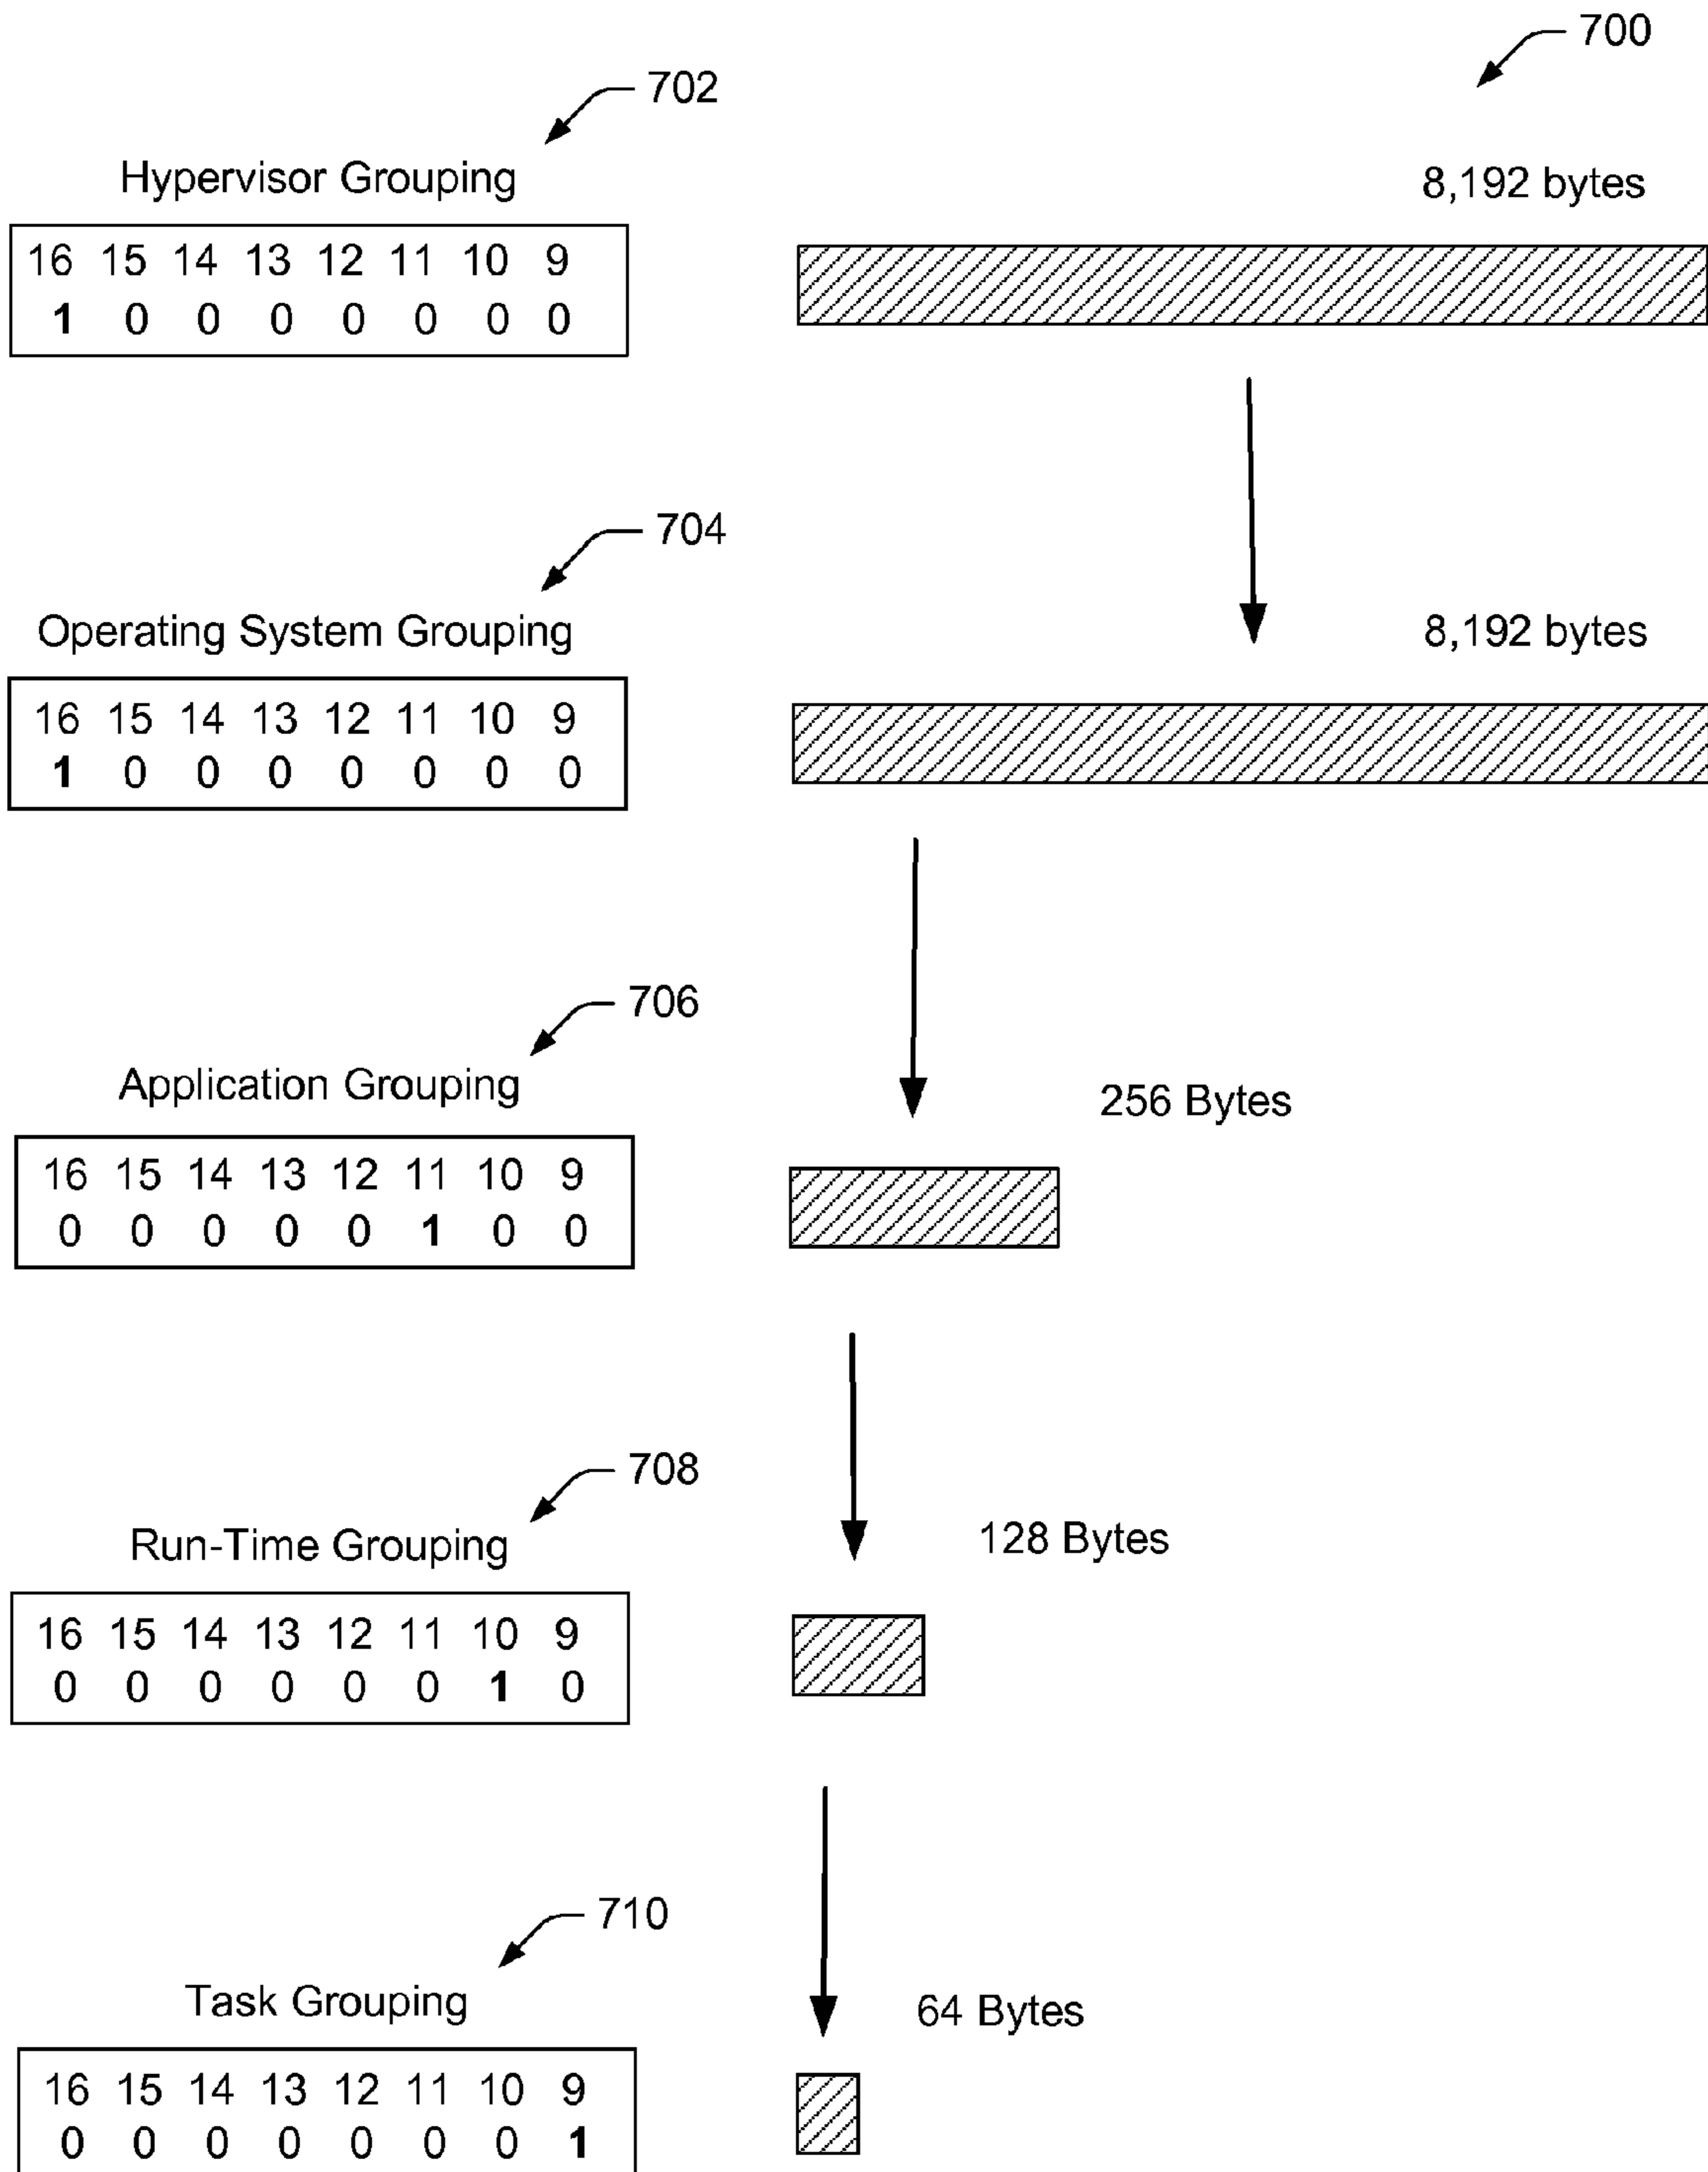 700
702
Hypervisor Grouping
8,192 bytes
16 15 14 13 12 11 10 9
1 0 0 0 0 0 0 0
704
Operating System Grouping
8,192 bytes
16 15 14 13 12 11 10 9
1 0 0 0 0 0 0 0
706
Application Grouping
256 Bytes
16 15 14 13 12 11 10 9
0 0 0 0 0 1 0 0
708
Run-Time Grouping
128 Bytes
16 15 14 13 12 11 10 9
0 0 0 0 0 0 1 0
710
Task Grouping
64 Bytes
16 15 14 13 12 11 10 9
0 0 0 0 0 0 0 1